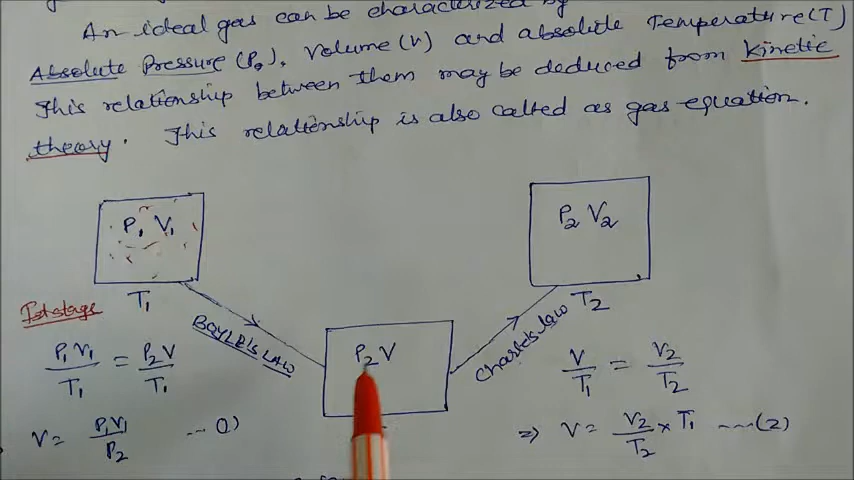 An ideal gas can be characterized by
Absolute Pressure (P₀), Volume (V) and absolute Temperature (T)
This relationship between them may be deduced from Kinetic
theory. This relationship is also called as gas equation.
P₁ V₁
T₁
P₂ V₂
T₂
Ist stage
BOYLE'S LAW
Charle's law
P₂ V
P₁V₁/T₁ = P₂V/T₁
V = P₁V₁/P₂ --- (1)
V/T₁ = V₂/T₂
⇒ V = V₂/T₂ × T₁ ---- (2)